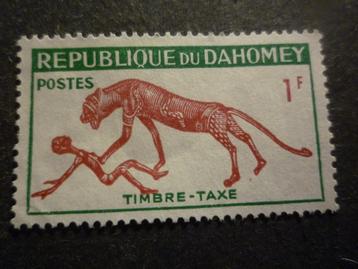 REPUBLIQUE DU DAHOMEY
POSTES 1F
TIMBRE-TAXE